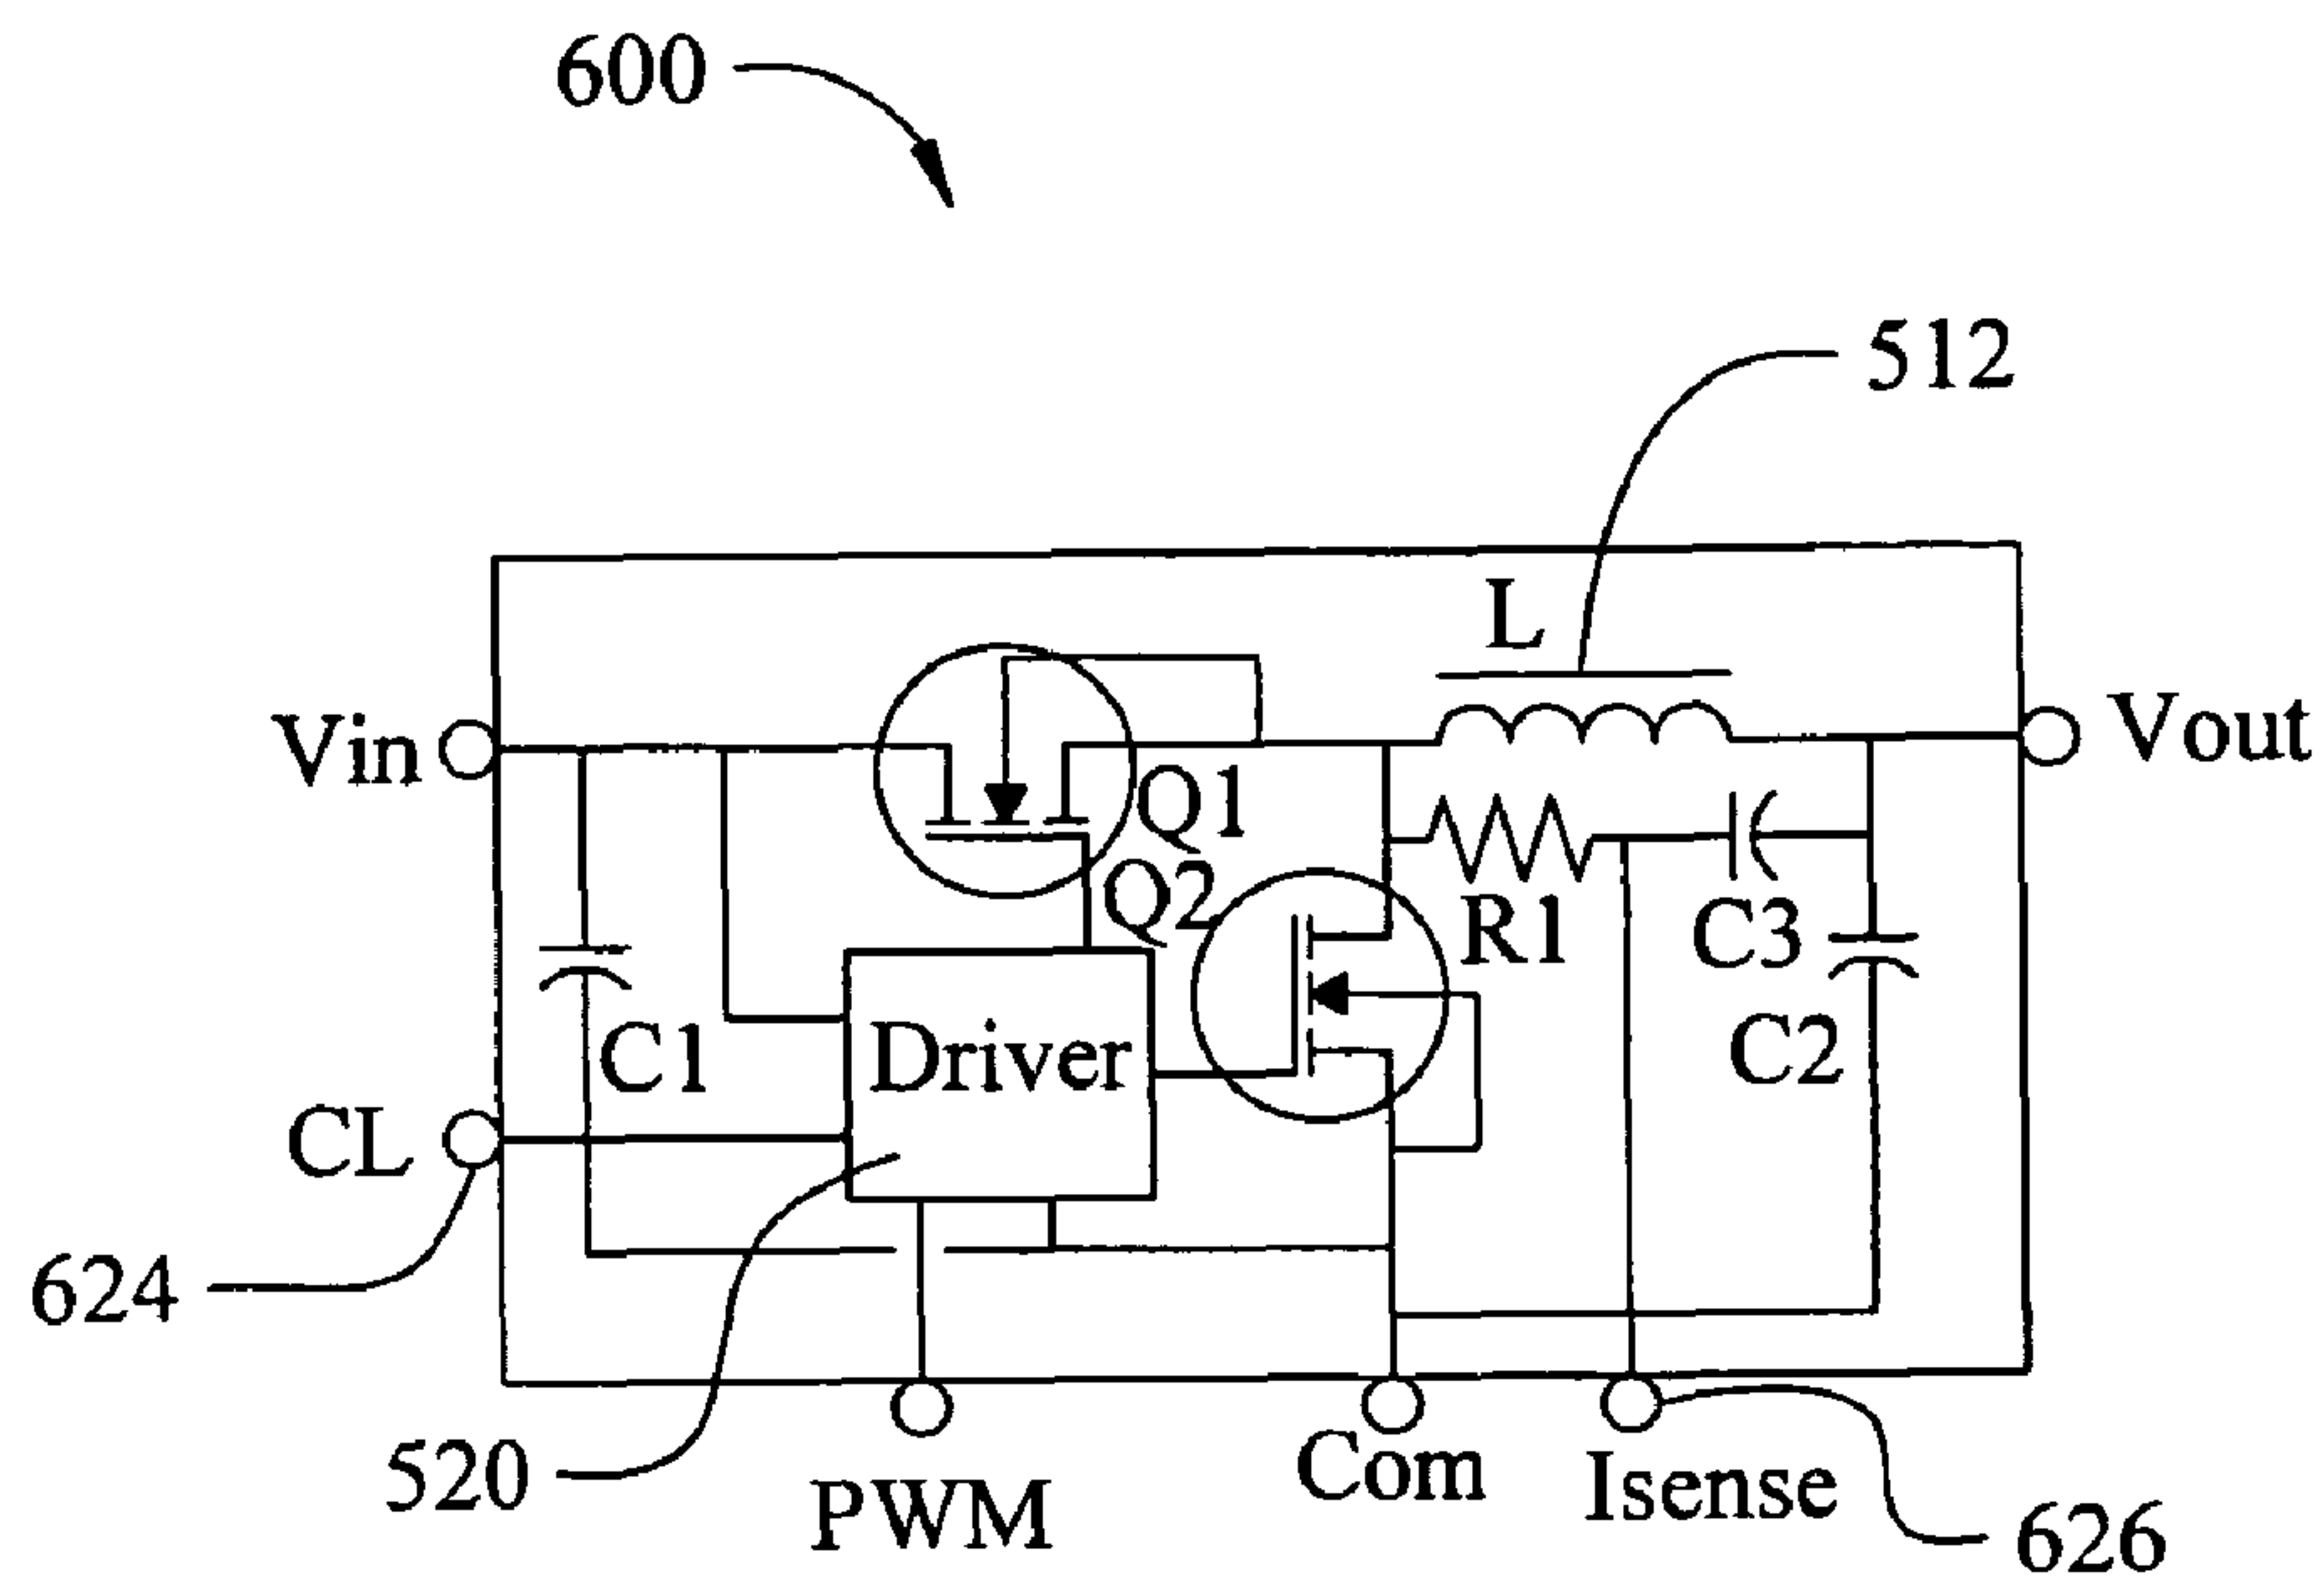 600
512
L
Vin
Vout
Q1
Q2
R1
C3
C1
Driver
C2
CL
624
520
PWM
Com
Isense
626